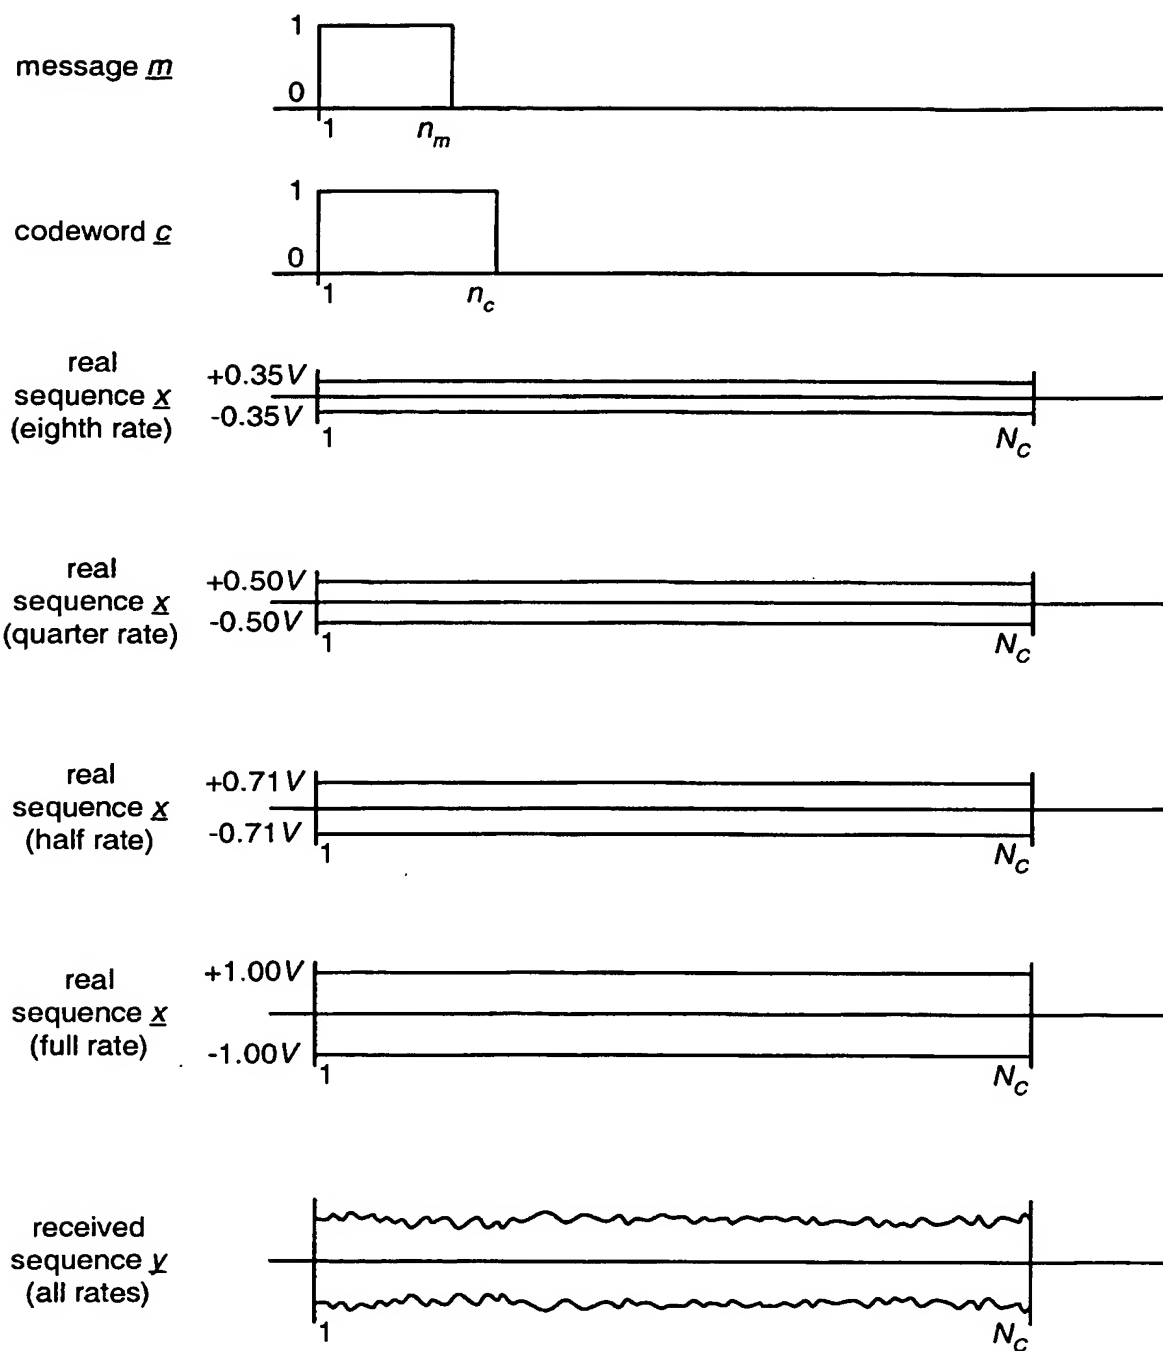 1
message m
0
1
n_m
1
codeword c
0
1
n_c
real
sequence x
(eighth rate)
+0.35V
-0.35V
1
N_C
real
sequence x
(quarter rate)
+0.50V
-0.50V
1
N_C
real
sequence x
(half rate)
+0.71V
-0.71V
1
N_C
real
sequence x
(full rate)
+1.00V
-1.00V
1
N_C
received
sequence y
(all rates)
1
N_C